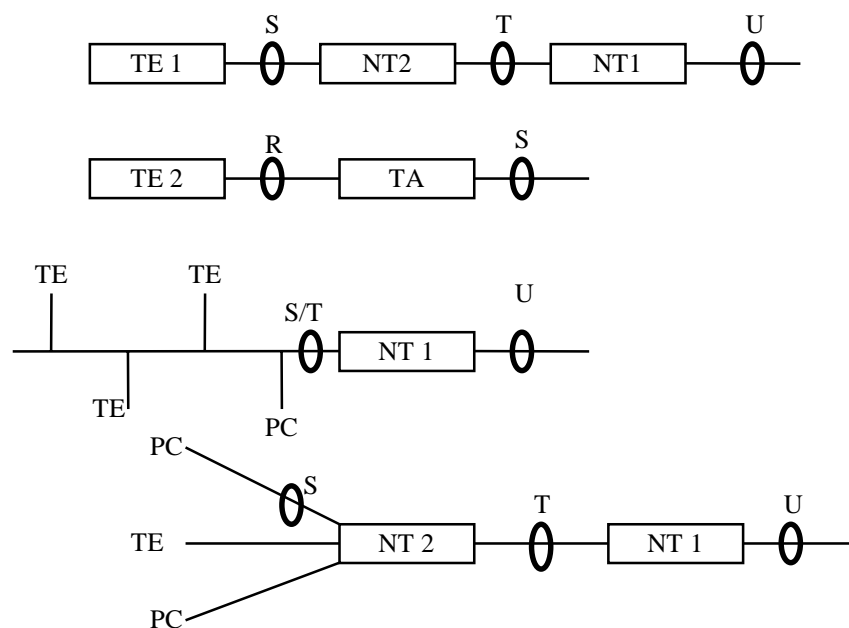 S T U
TE 1 NT2 NT1
R S
TE 2 TA
TE TE
S/T U
NT 1
TE PC
PC
S
T U
TE NT 2 NT 1
PC